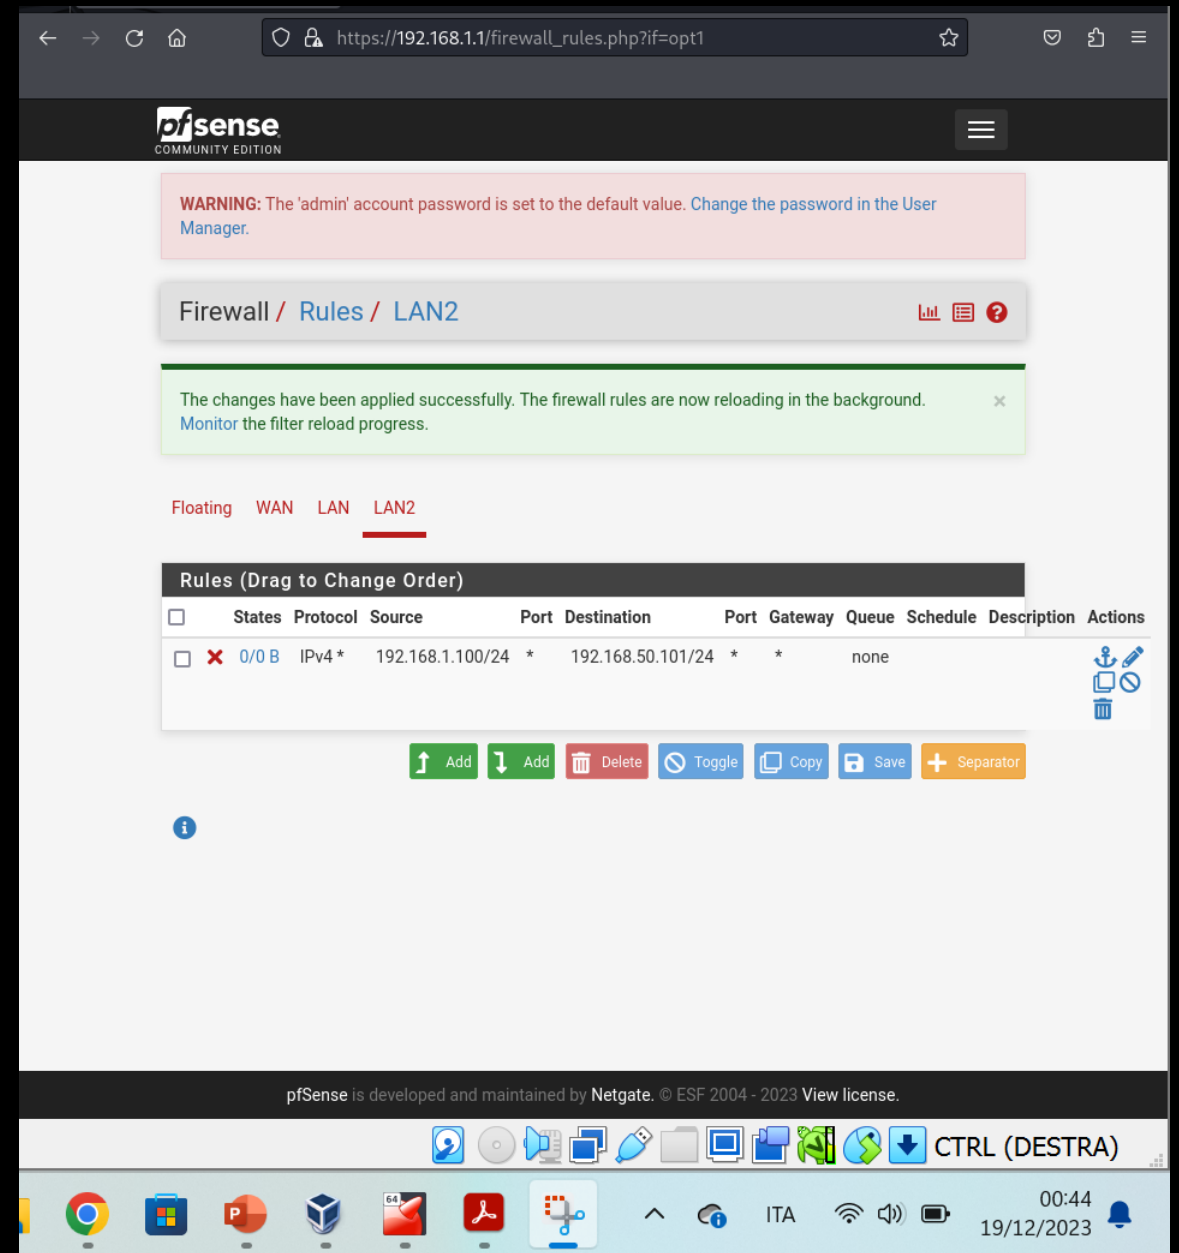 https://192.168.1.1/firewall_rules.php?if=opt1
pfsense
COMMUNITY EDITION
WARNING: The 'admin' account password is set to the default value. Change the password in the User
Manager.
Firewall / Rules / LAN2
The changes have been applied successfully. The firewall rules are now reloading in the background.
Monitor the filter reload progress.
Floating WAN LAN LAN2
Rules (Drag to Change Order)
States Protocol Source Port Destination Port Gateway Queue Schedule Description Actions
0/0 B IPv4 * 192.168.1.100/24 * 192.168.50.101/24 * * none
Add Add Delete Toggle Copy Save Separator
pfSense is developed and maintained by Netgate. © ESF 2004 - 2023 View license.
CTRL (DESTRA)
64
P
ITA
00:44
19/12/2023